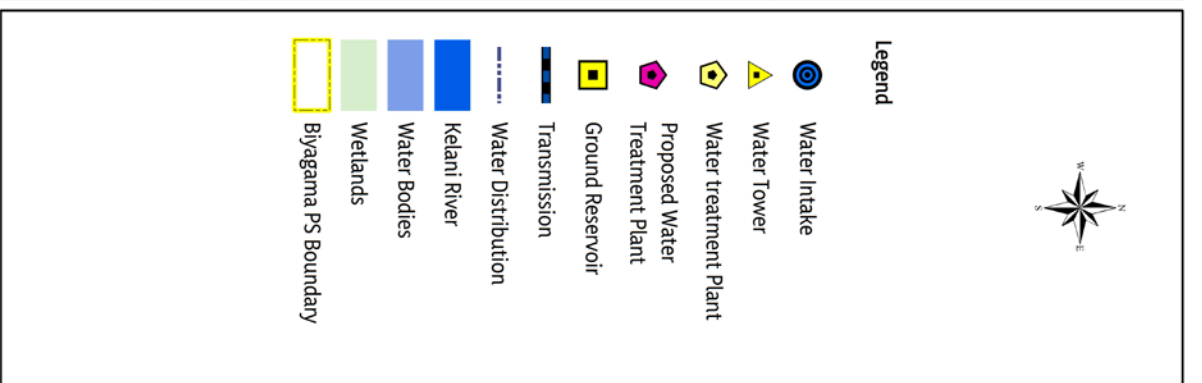 N
W
E
S
Legend
Water Intake
Water Tower
Water treatment Plant
Proposed Water
Treatment Plant
Ground Reservoir
Transmission
Water Distribution
Kelani River
Water Bodies
Wetlands
Biyagama PS Boundary